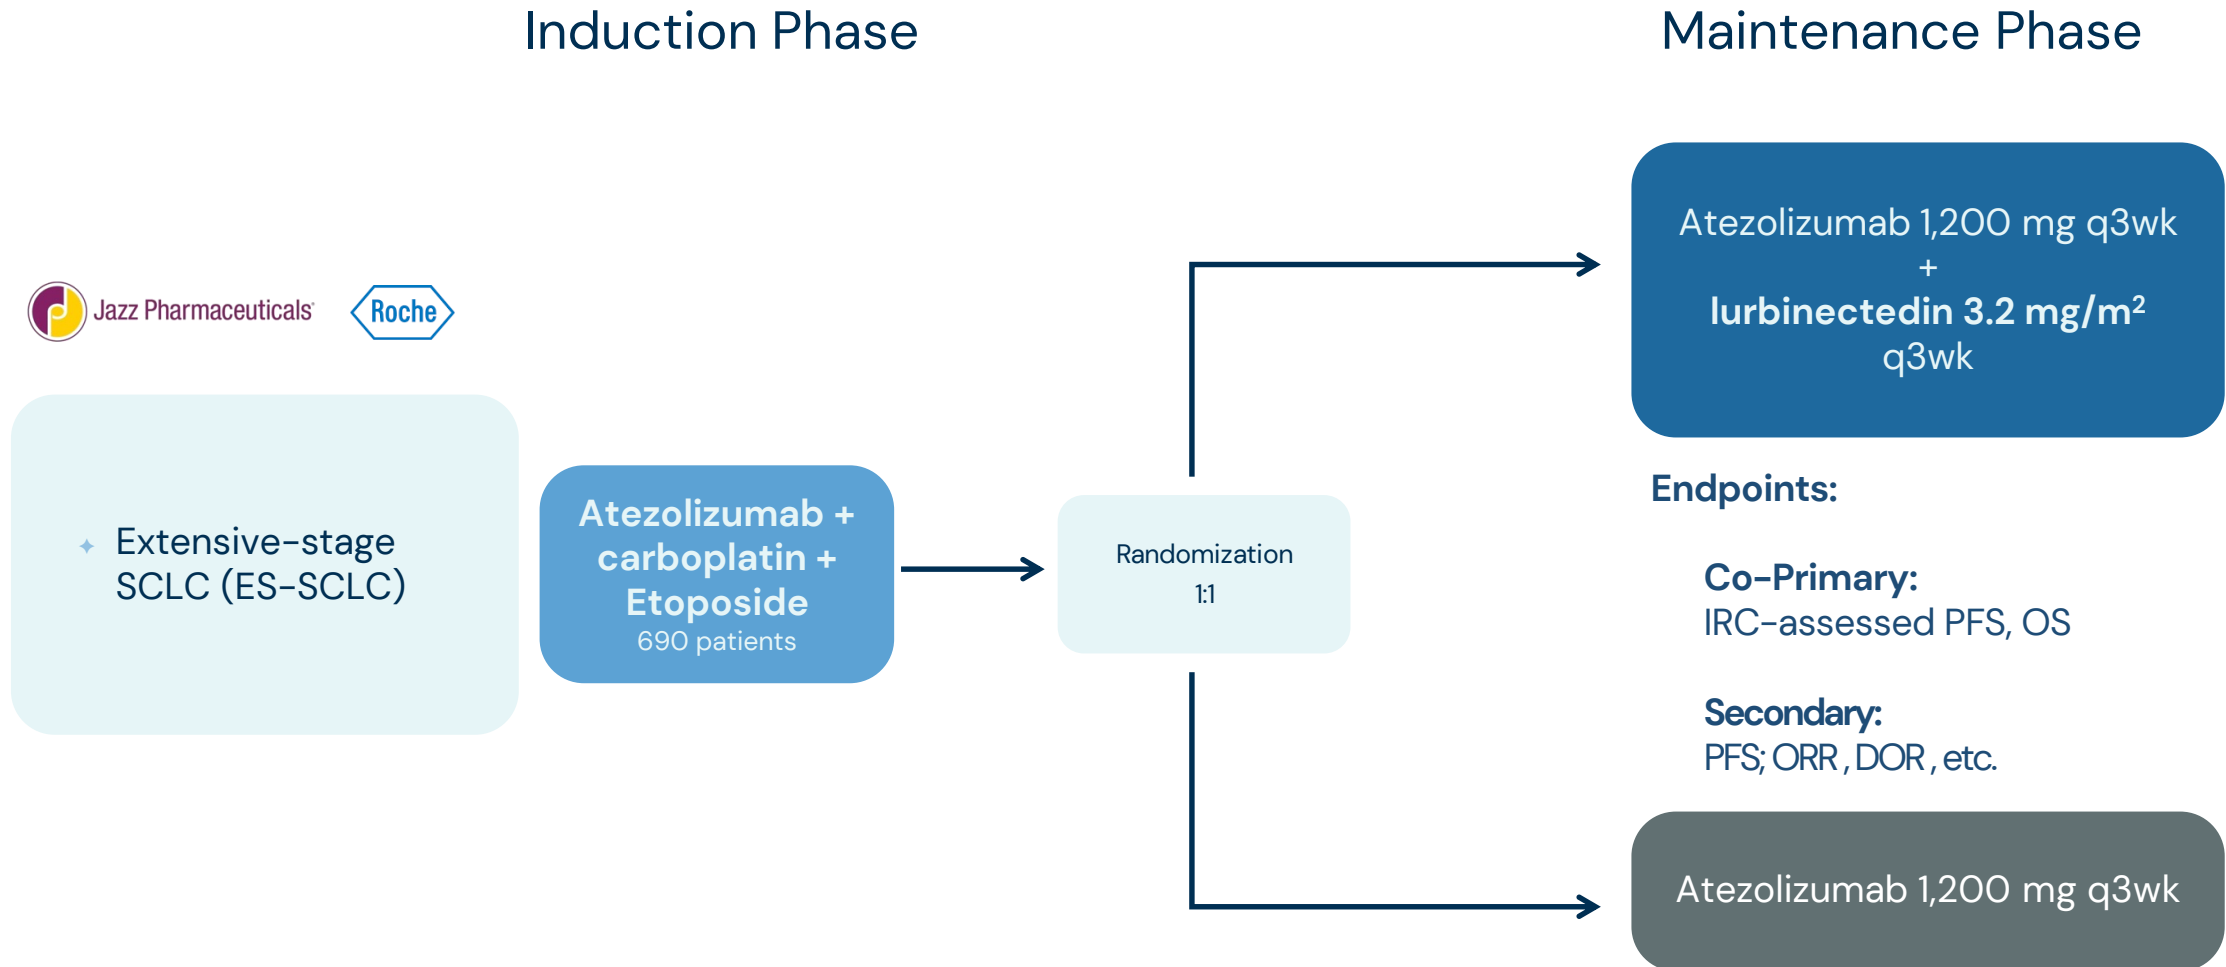 Induction Phase
Maintenance Phase
Jazz Pharmaceuticals®
Roche
Extensive-stage
SCLC (ES-SCLC)
Atezolizumab +
carboplatin +
Etoposide
690 patients
Randomization
1:1
Atezolizumab 1,200 mg q3wk
+
lurbinectedin 3.2 mg/m²
q3wk
Endpoints:
Co-Primary:
IRC-assessed PFS, OS
Secondary:
PFS; ORR , DOR , etc.
Atezolizumab 1,200 mg q3wk